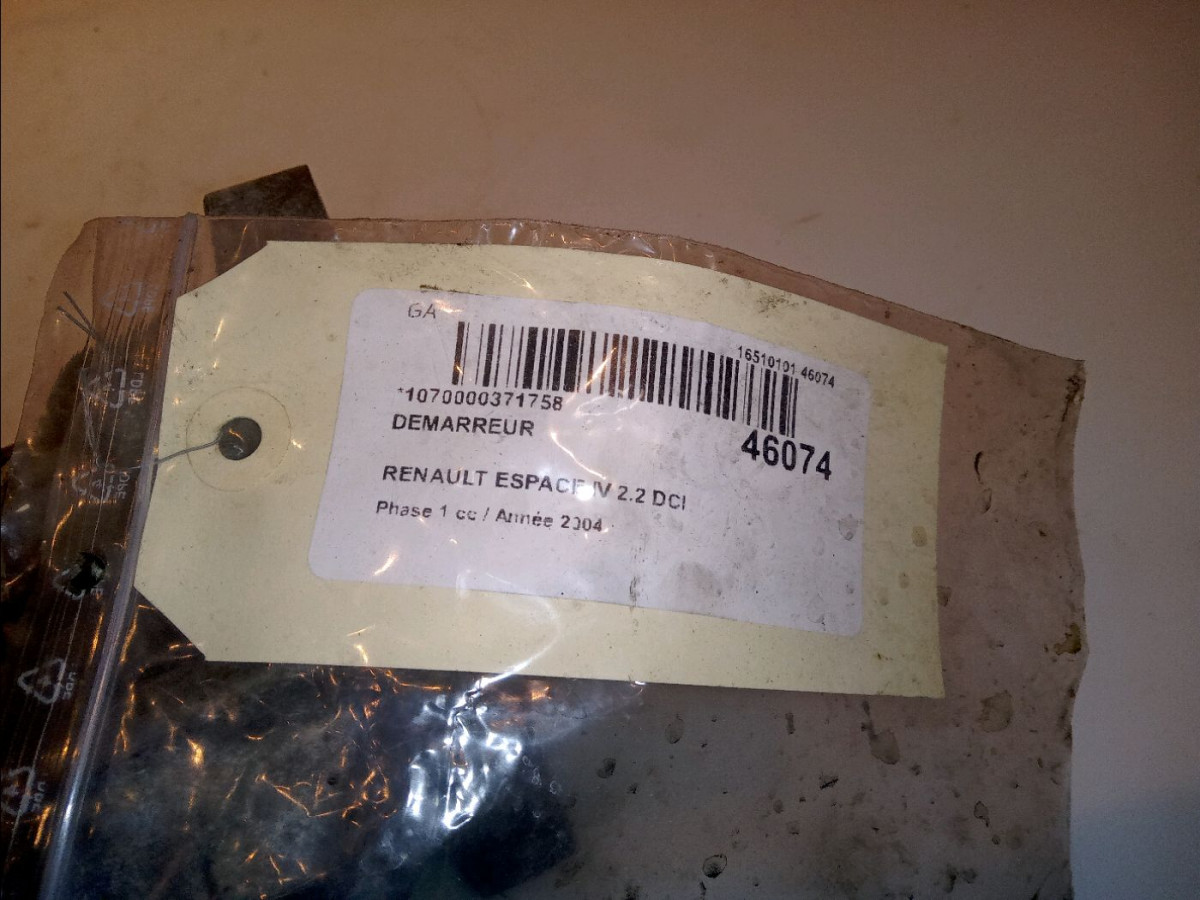 GA
16510101 46074
*1070000371758
DEMARREUR
46074
RENAULT ESPACE IV 2.2 DCI
Phase 1 cc / Année 2004